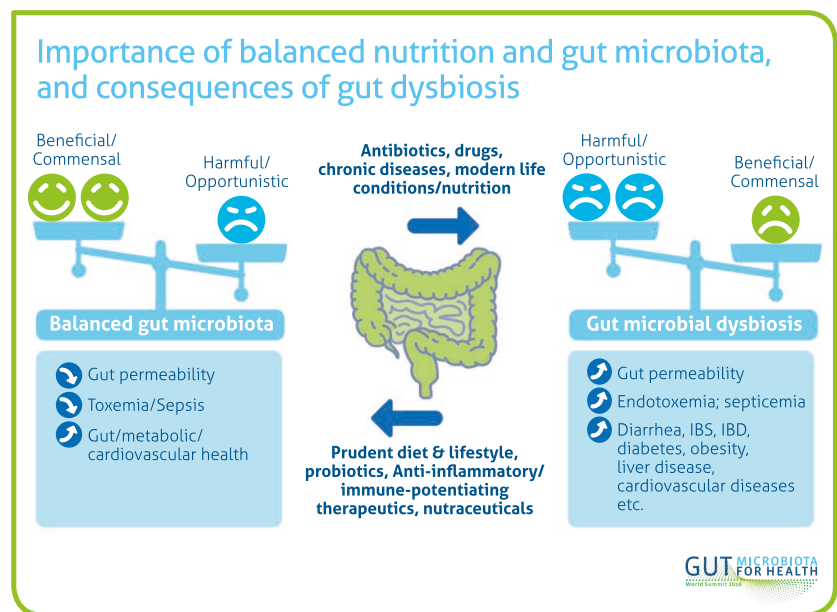 Importance of balanced nutrition and gut microbiota,
and consequences of gut dysbiosis
Beneficial/
Commensal
Harmful/
Opportunistic
Balanced gut microbiota
Gut permeability
Toxemia/Sepsis
Gut/metabolic/
cardiovascular health
Antibiotics, drugs,
chronic diseases, modern life
conditions/nutrition
Prudent diet & lifestyle,
probiotics, Anti-inflammatory/
immune-potentiating
therapeutics, nutraceuticals
Harmful/
Opportunistic
Beneficial/
Commensal
Gut microbial dysbiosis
Gut permeability
Endotoxemia; septicemia
Diarrhea, IBS, IBD,
diabetes, obesity,
liver disease,
cardiovascular diseases
etc.
GUT MICROBIOTA
FOR HEALTH
World Summit 2018